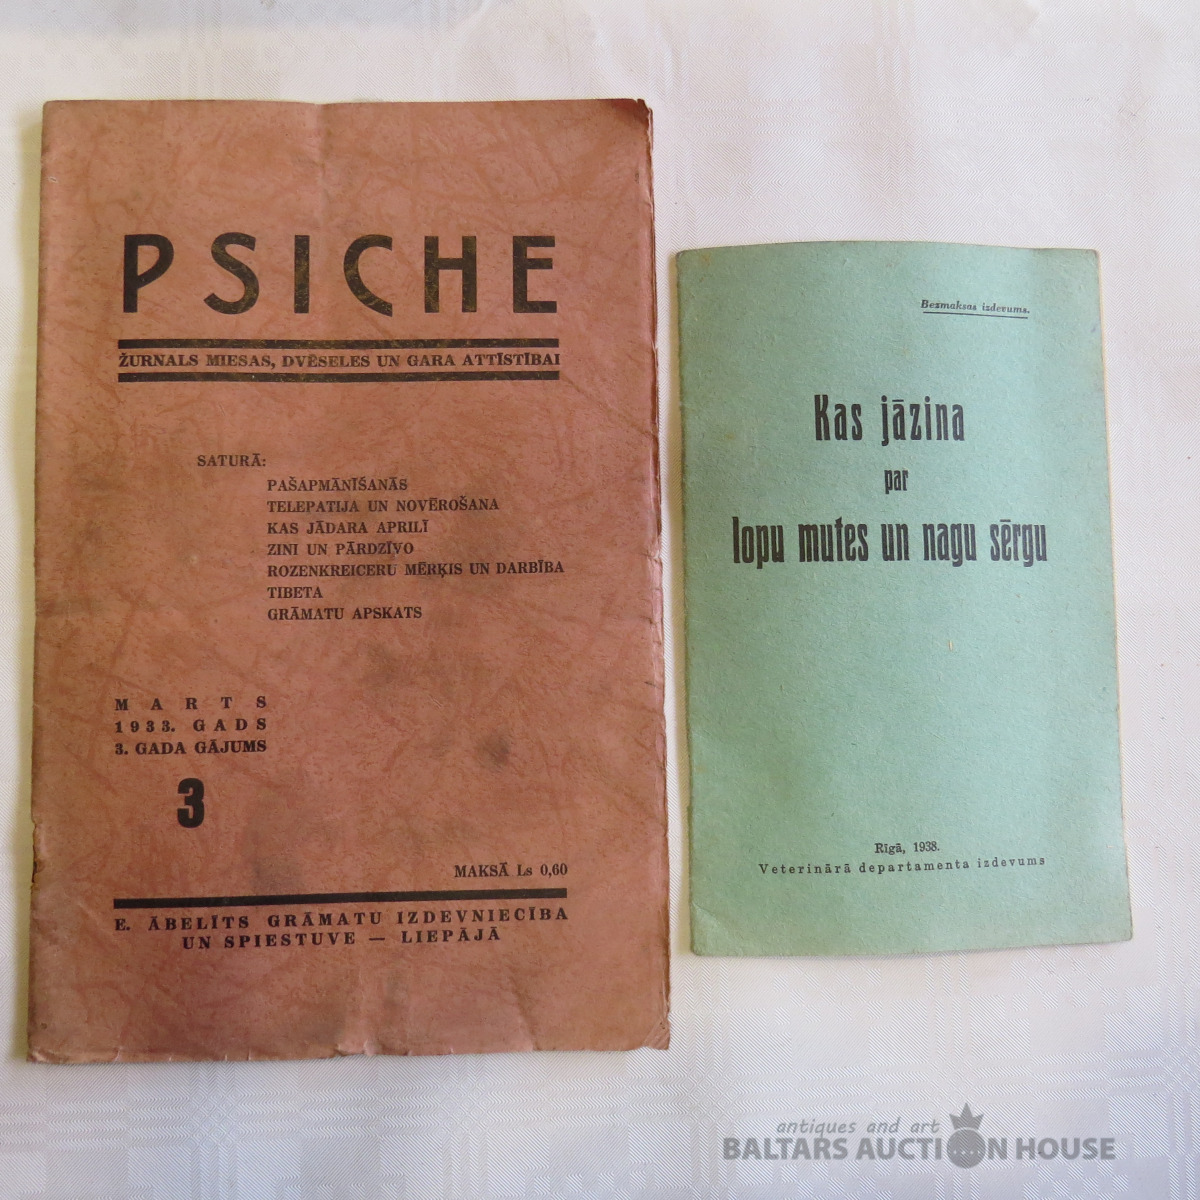 PSICHE
ŽURNALS MIESAS, DVĒSELES UN GARA ATTĪSTĪBAI
SATURĀ:
PAŠAPMĀNĪŠANĀS
TELEPATIJA UN NOVĒROŠANA
KAS JĀDARA APRILĪ
ZINI UN PĀRDZĪVO
ROZENKREICERU MĒRĶIS UN DARBĪBA
TIBETA
GRĀMATU APSKATS
MARTS
1933. GADS
3. GADA GĀJUMS
3
MAKSĀ Ls 0,60
E. ĀBELĪTS GRĀMATU IZDEVNIECĪBA
UN SPIESTUVE — LIEPĀJĀ
Bezmaksas izdevums.
Kas jāzina
par
lopu mutes un nagu sērgu
Rīgā, 1938.
Veterinārā departamenta izdevums
antiques and art
BALTARS AUCTION HOUSE